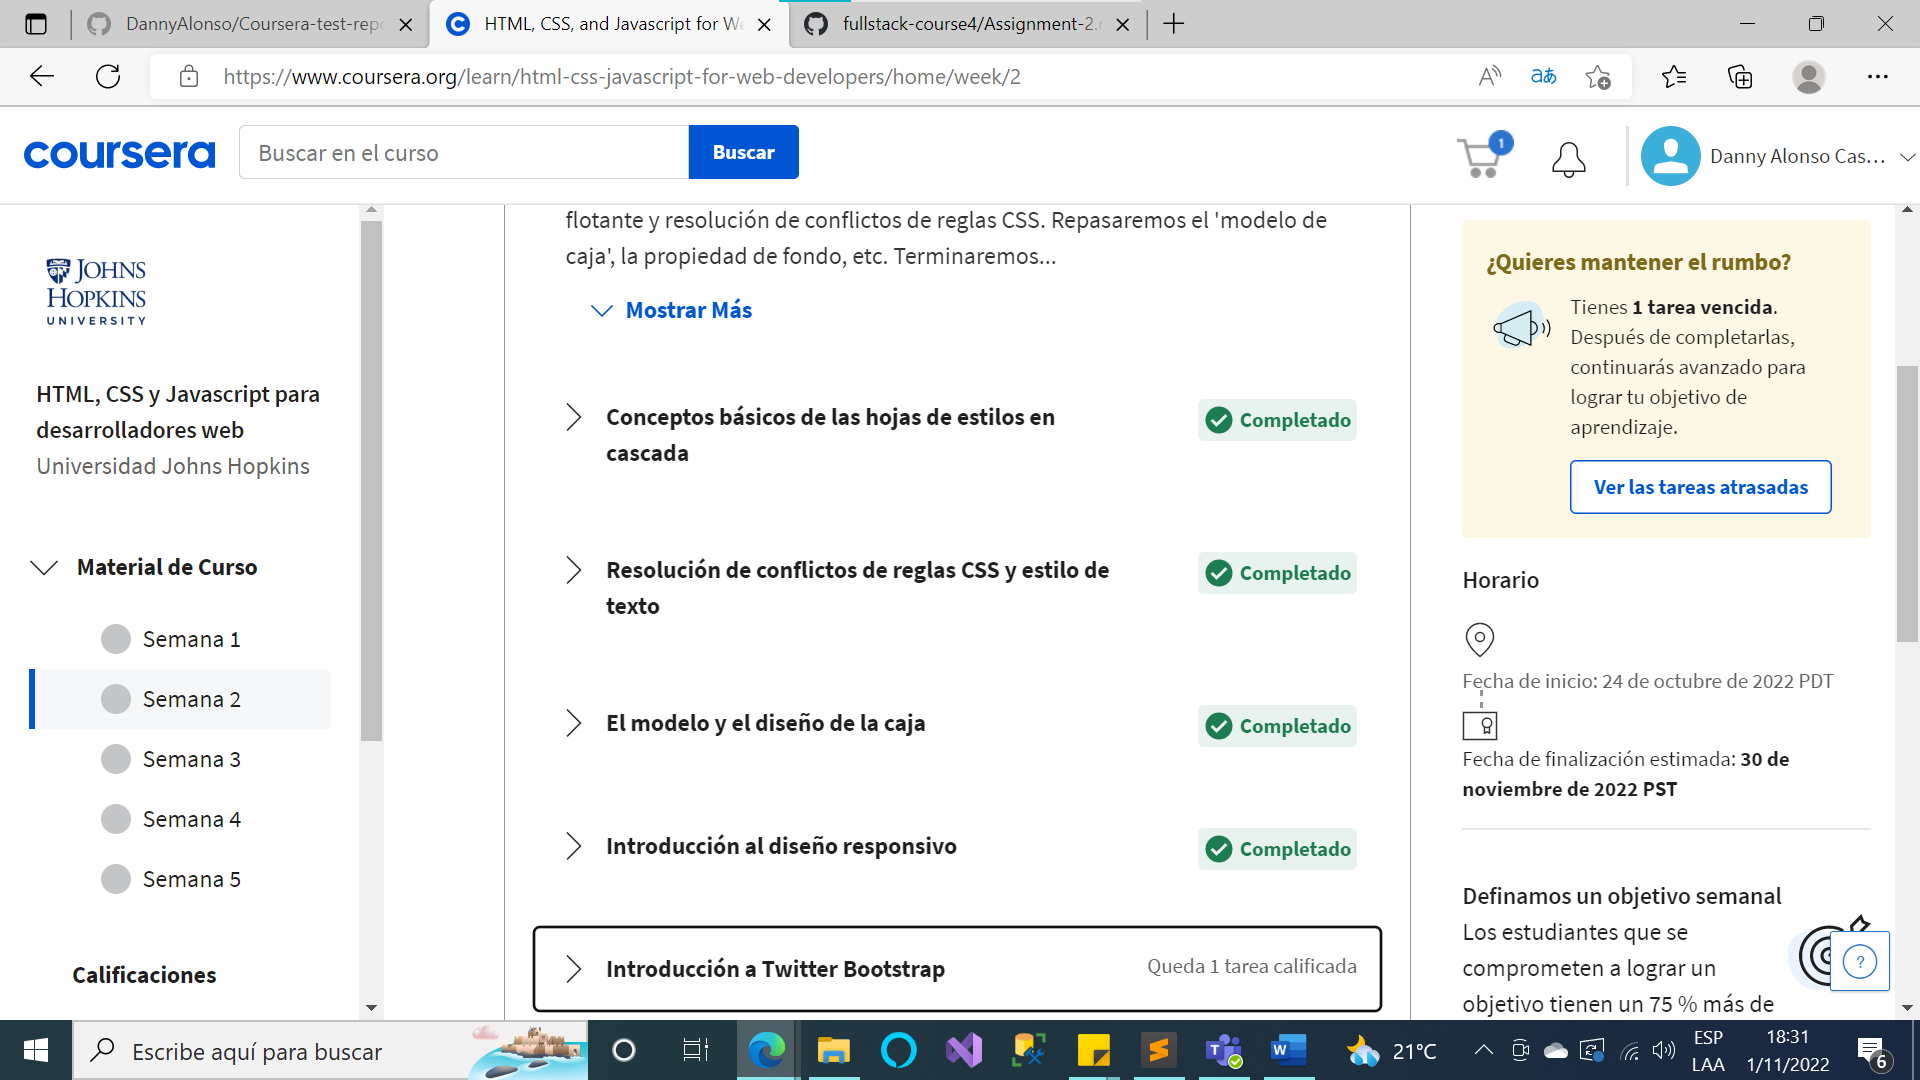 DannyAlonso/Coursera-test-repo
HTML, CSS, and Javascript for We
fullstack-course4/Assignment-2.
https://www.coursera.org/learn/html-css-javascript-for-web-developers/home/week/2
coursera
Buscar en el curso
Buscar
1
Danny Alonso Cas...
JOHNS
HOPKINS
UNIVERSITY
HTML, CSS y Javascript para
desarrolladores web
Universidad Johns Hopkins
Material de Curso
Semana 1
Semana 2
Semana 3
Semana 4
Semana 5
Calificaciones
flotante y resolución de conflictos de reglas CSS. Repasaremos el 'modelo de
caja', la propiedad de fondo, etc. Terminaremos...
Mostrar Más
Conceptos básicos de las hojas de estilos en
cascada
Completado
Resolución de conflictos de reglas CSS y estilo de
texto
Completado
El modelo y el diseño de la caja
Completado
Introducción al diseño responsivo
Completado
Introducción a Twitter Bootstrap
Queda 1 tarea calificada
¿Quieres mantener el rumbo?
Tienes 1 tarea vencida.
Después de completarlas,
continuarás avanzado para
lograr tu objetivo de
aprendizaje.
Ver las tareas atrasadas
Horario
Fecha de inicio: 24 de octubre de 2022 PDT
Fecha de finalización estimada: 30 de
noviembre de 2022 PST
Definamos un objetivo semanal
Los estudiantes que se
comprometen a lograr un
objetivo tienen un 75 % más de
?
Escribe aquí para buscar
21°C
ESP
LAA
18:31
1/11/2022
6